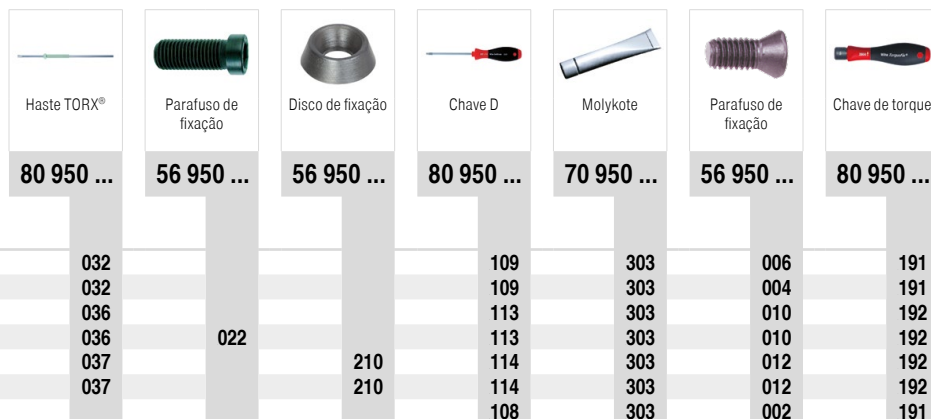 Haste TORX® Parafuso de fixação Disco de fixação Chave D Molykote Parafuso de fixação Chave de torque
80 950 ... 56 950 ... 56 950 ... 80 950 ... 70 950 ... 56 950 ... 80 950 ...
032 109 303 006 191
032 109 303 004 191
036 113 303 010 192
036 022 113 303 010 192
037 210 114 303 012 192
037 210 114 303 012 192
108 303 002 191